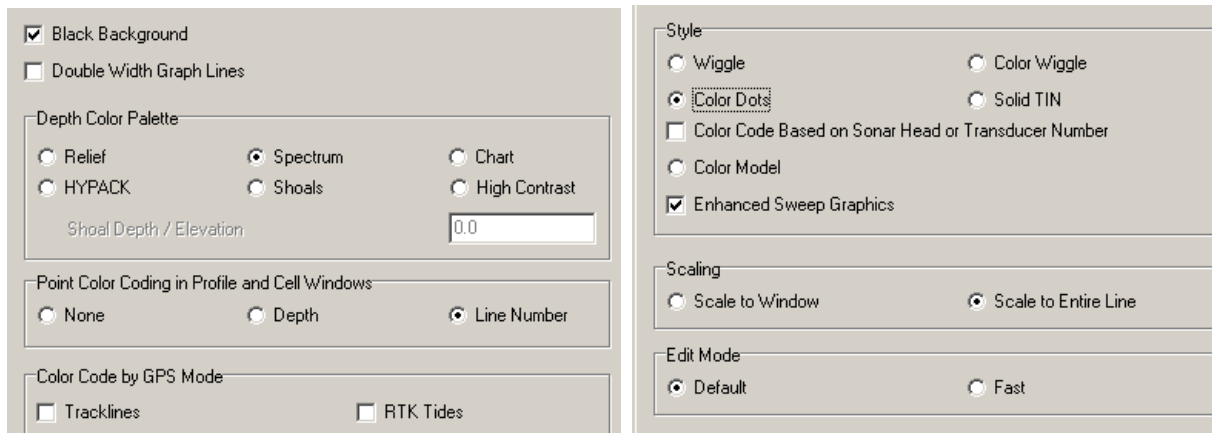 Black Background
Double Width Graph Lines
Depth Color Palette
Relief Spectrum Chart
HYPACK Shoals High Contrast
Shoal Depth / Elevation 0.0
Point Color Coding in Profile and Cell Windows
None Depth Line Number
Color Code by GPS Mode
Tracklines RTK Tides
Style
Wiggle Color Wiggle
Color Dots Solid TIN
Color Code Based on Sonar Head or Transducer Number
Color Model
Enhanced Sweep Graphics
Scaling
Scale to Window Scale to Entire Line
Edit Mode
Default Fast